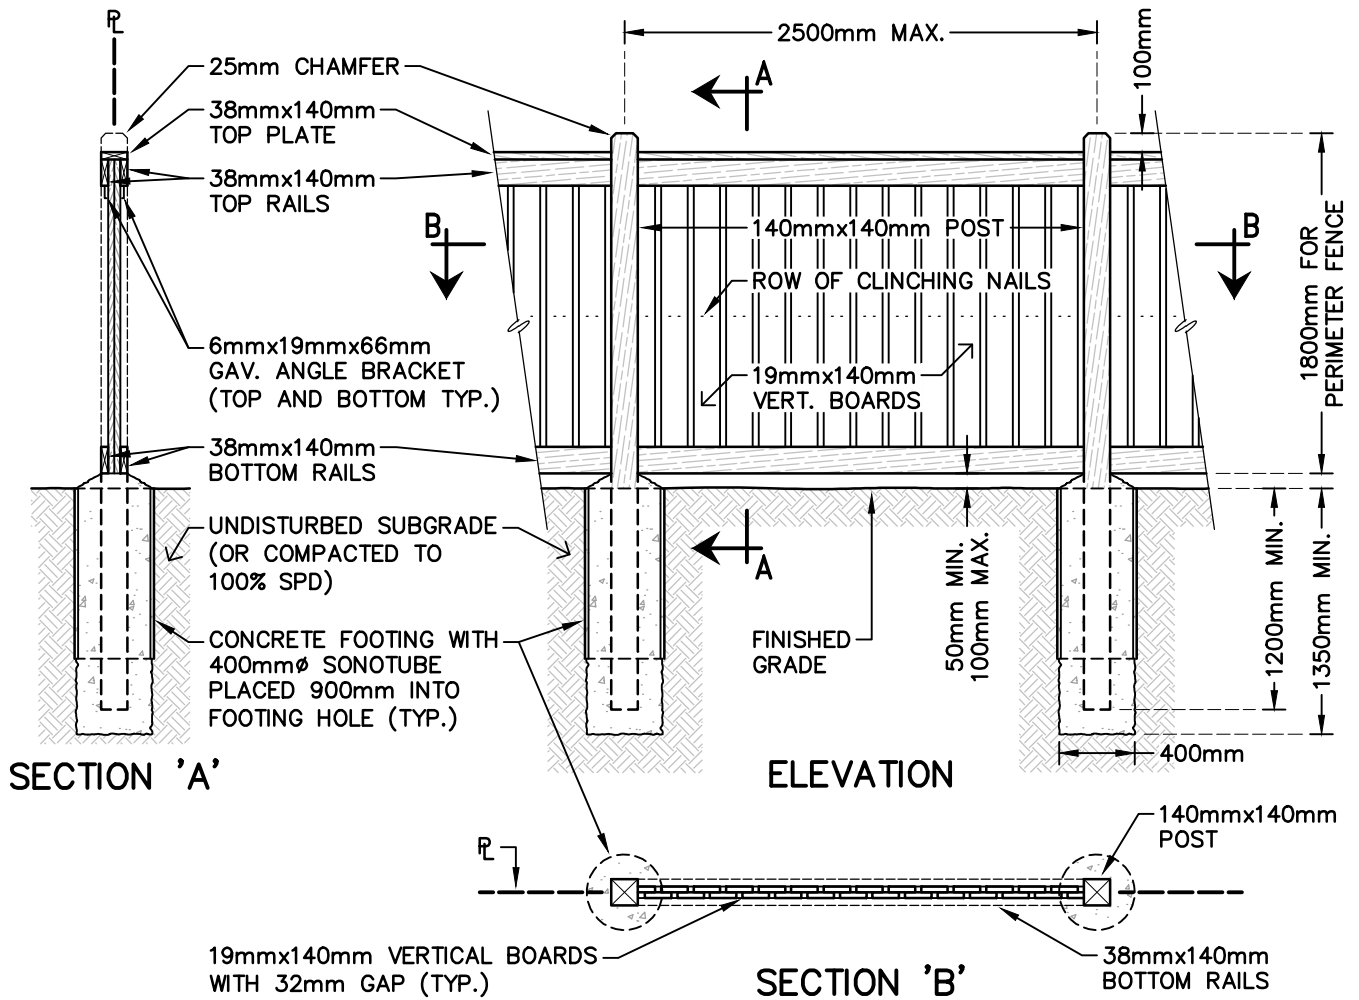 PL
25mm CHAMFER
38mmx140mm
TOP PLATE
38mmx140mm
TOP RAILS
6mmx19mmx66mm
GAV. ANGLE BRACKET
(TOP AND BOTTOM TYP.)
38mmx140mm
BOTTOM RAILS
UNDISTURBED SUBGRADE
(OR COMPACTED TO
100% SPD)
CONCRETE FOOTING WITH
400mmø SONOTUBE
PLACED 900mm INTO
FOOTING HOLE (TYP.)
SECTION 'A'
2500mm MAX.
100mm
A
B
B
140mmx140mm POST
ROW OF CLINCHING NAILS
19mmx140mm
VERT. BOARDS
1800mm FOR
PERIMETER FENCE
A
50mm MIN.
100mm MAX.
FINISHED
GRADE
1200mm MIN.
1350mm MIN.
400mm
ELEVATION
PL
140mmx140mm
POST
19mmx140mm VERTICAL BOARDS
WITH 32mm GAP (TYP.)
38mmx140mm
BOTTOM RAILS
SECTION 'B'